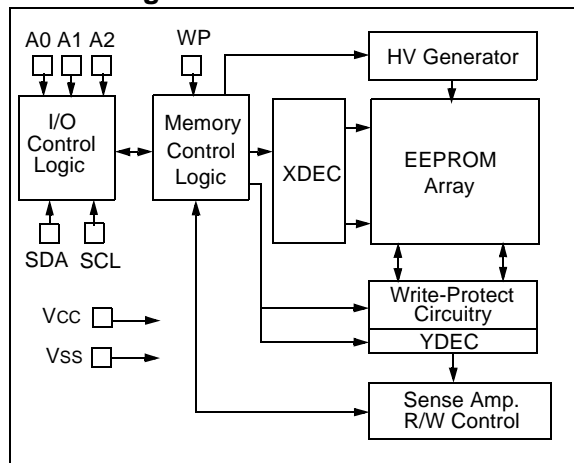 A0 A1 A2
WP
HV Generator
I/O
Control
Logic
Memory
Control
Logic
XDEC
EEPROM
Array
SDA
SCL
Write-Protect
Circuitry
YDEC
VCC
VSS
Sense Amp.
R/W Control